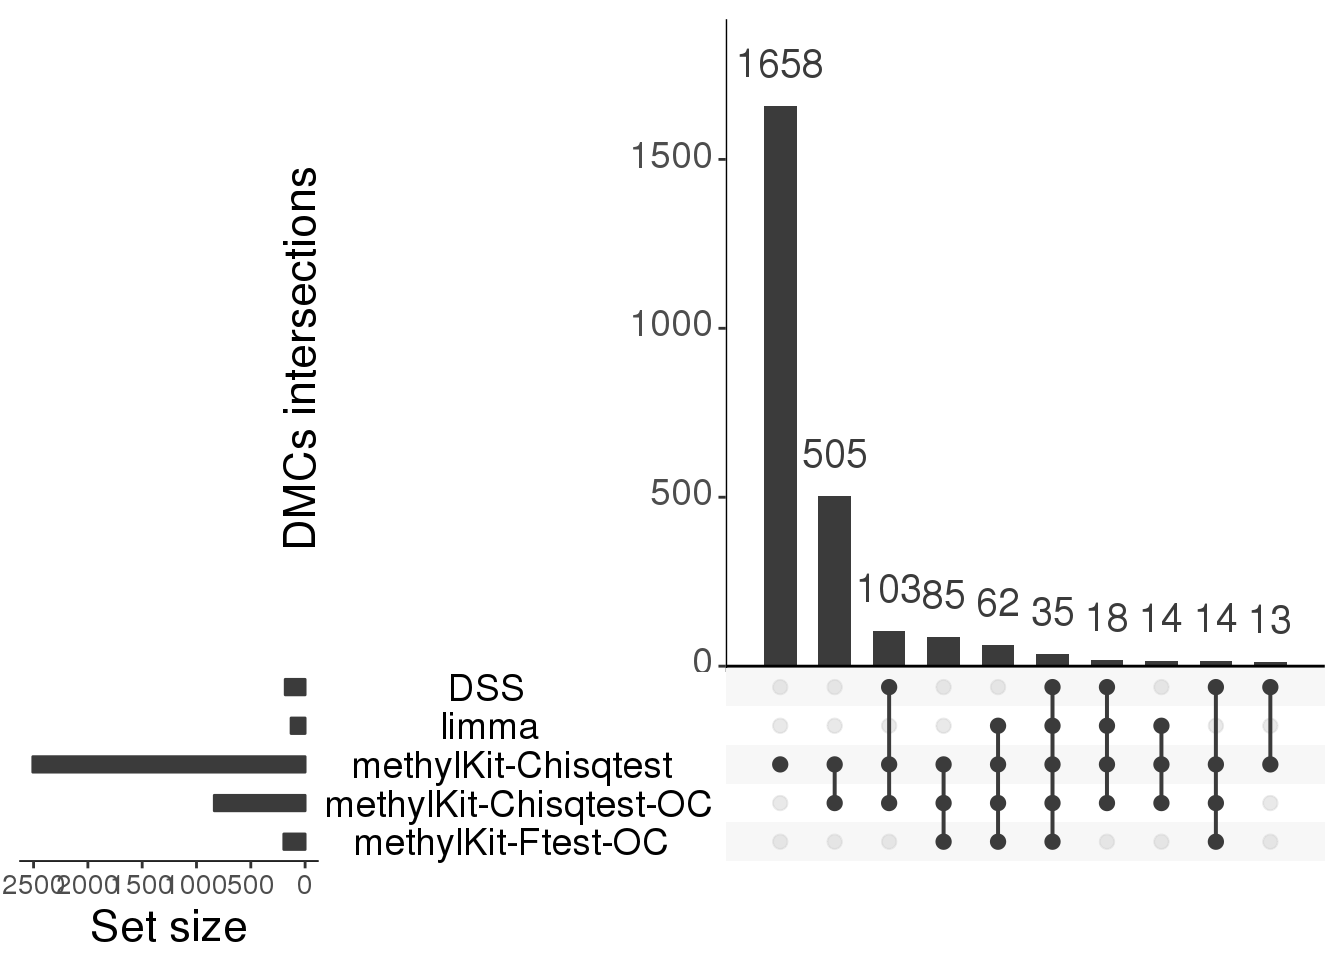 DMCs intersections
1500
1000
500
0
1658
505
103
85
62
35
18
14
14
13
DSS
limma
methylKit-Chisqtest
methylKit-Chisqtest-OC
methylKit-Ftest-OC
2500 2000 1500 1000 500 0
Set size